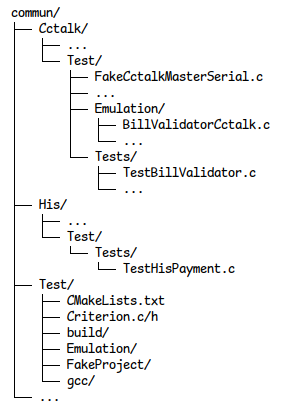 commun/
Cctalk/
...
Test/
FakeCctalkMasterSerial.c
...
Emulation/
BillValidatorCctalk.c
...
Tests/
TestBillValidator.c
...
His/
...
Test/
Tests/
TestHisPayment.c
Test/
CMakeLists.txt
Criterion.c/h
build/
Emulation/
FakeProject/
gcc/
...